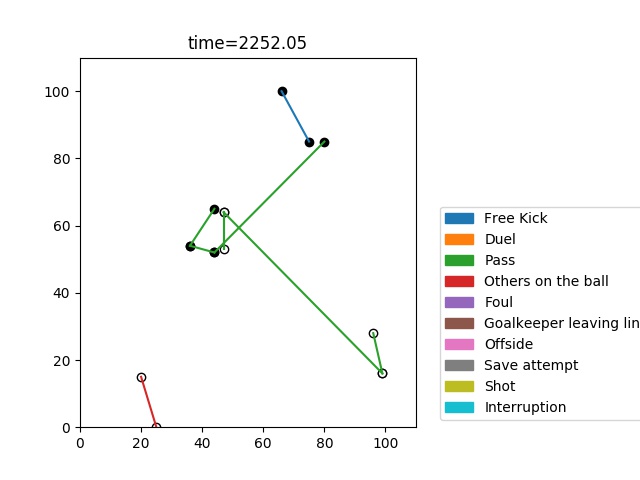 time=2252.05
100
80
60
40
20
0
0 20 40 60 80 100
Free Kick
Duel
Pass
Others on the ball
Foul
Goalkeeper leaving lin
Offside
Save attempt
Shot
Interruption